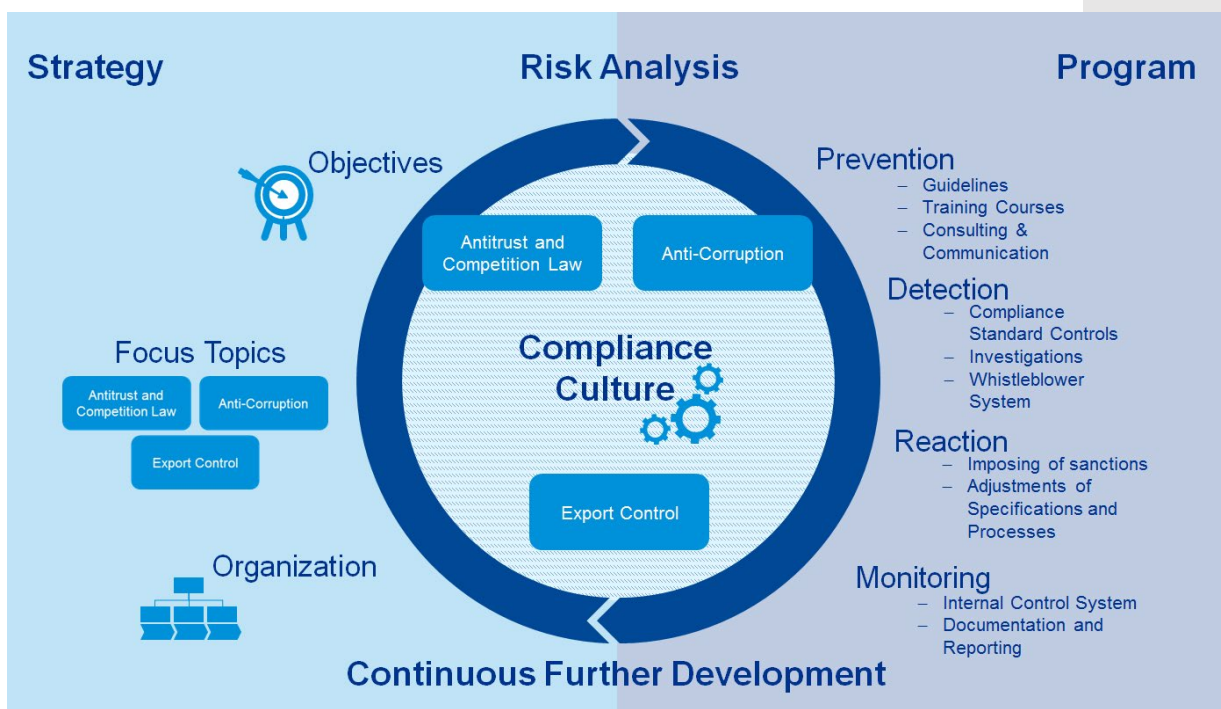 Strategy
Risk Analysis
Program
Objectives
Focus Topics
Antitrust and
Competition Law
Anti-Corruption
Export Control
Organization
Antitrust and
Competition Law
Anti-Corruption
Compliance
Culture
Export Control
Prevention
– Guidelines
– Training Courses
– Consulting &
Communication
Detection
– Compliance
Standard Controls
– Investigations
– Whistleblower
System
Reaction
– Imposing of sanctions
– Adjustments of
Specifications and
Processes
Monitoring
– Internal Control System
– Documentation and
Reporting
Continuous Further Development